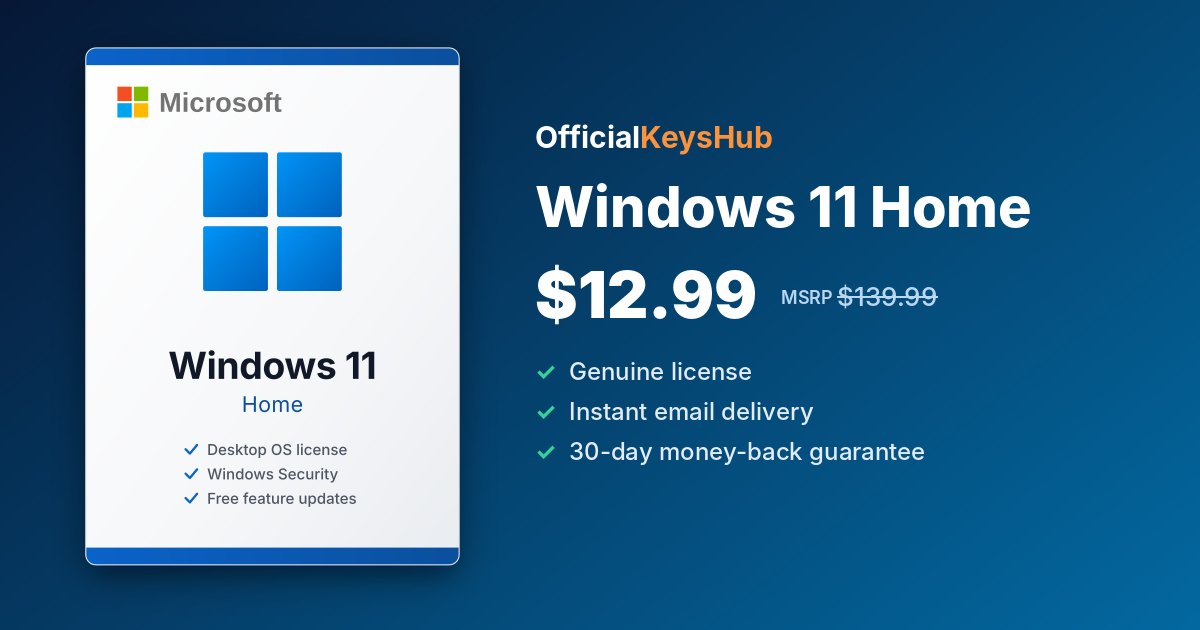 Microsoft
Windows 11
Home
Desktop OS license
Windows Security
Free feature updates
OfficialKeysHub
Windows 11 Home
$12.99 MSRP $139.99
Genuine license
Instant email delivery
30-day money-back guarantee